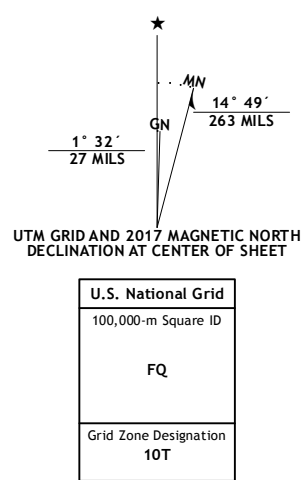 ★
MN
GN
14° 49´
263 MILS
1° 32´
27 MILS
UTM GRID AND 2017 MAGNETIC NORTH
DECLINATION AT CENTER OF SHEET
U.S. National Grid
100,000-m Square ID
FQ
Grid Zone Designation
10T